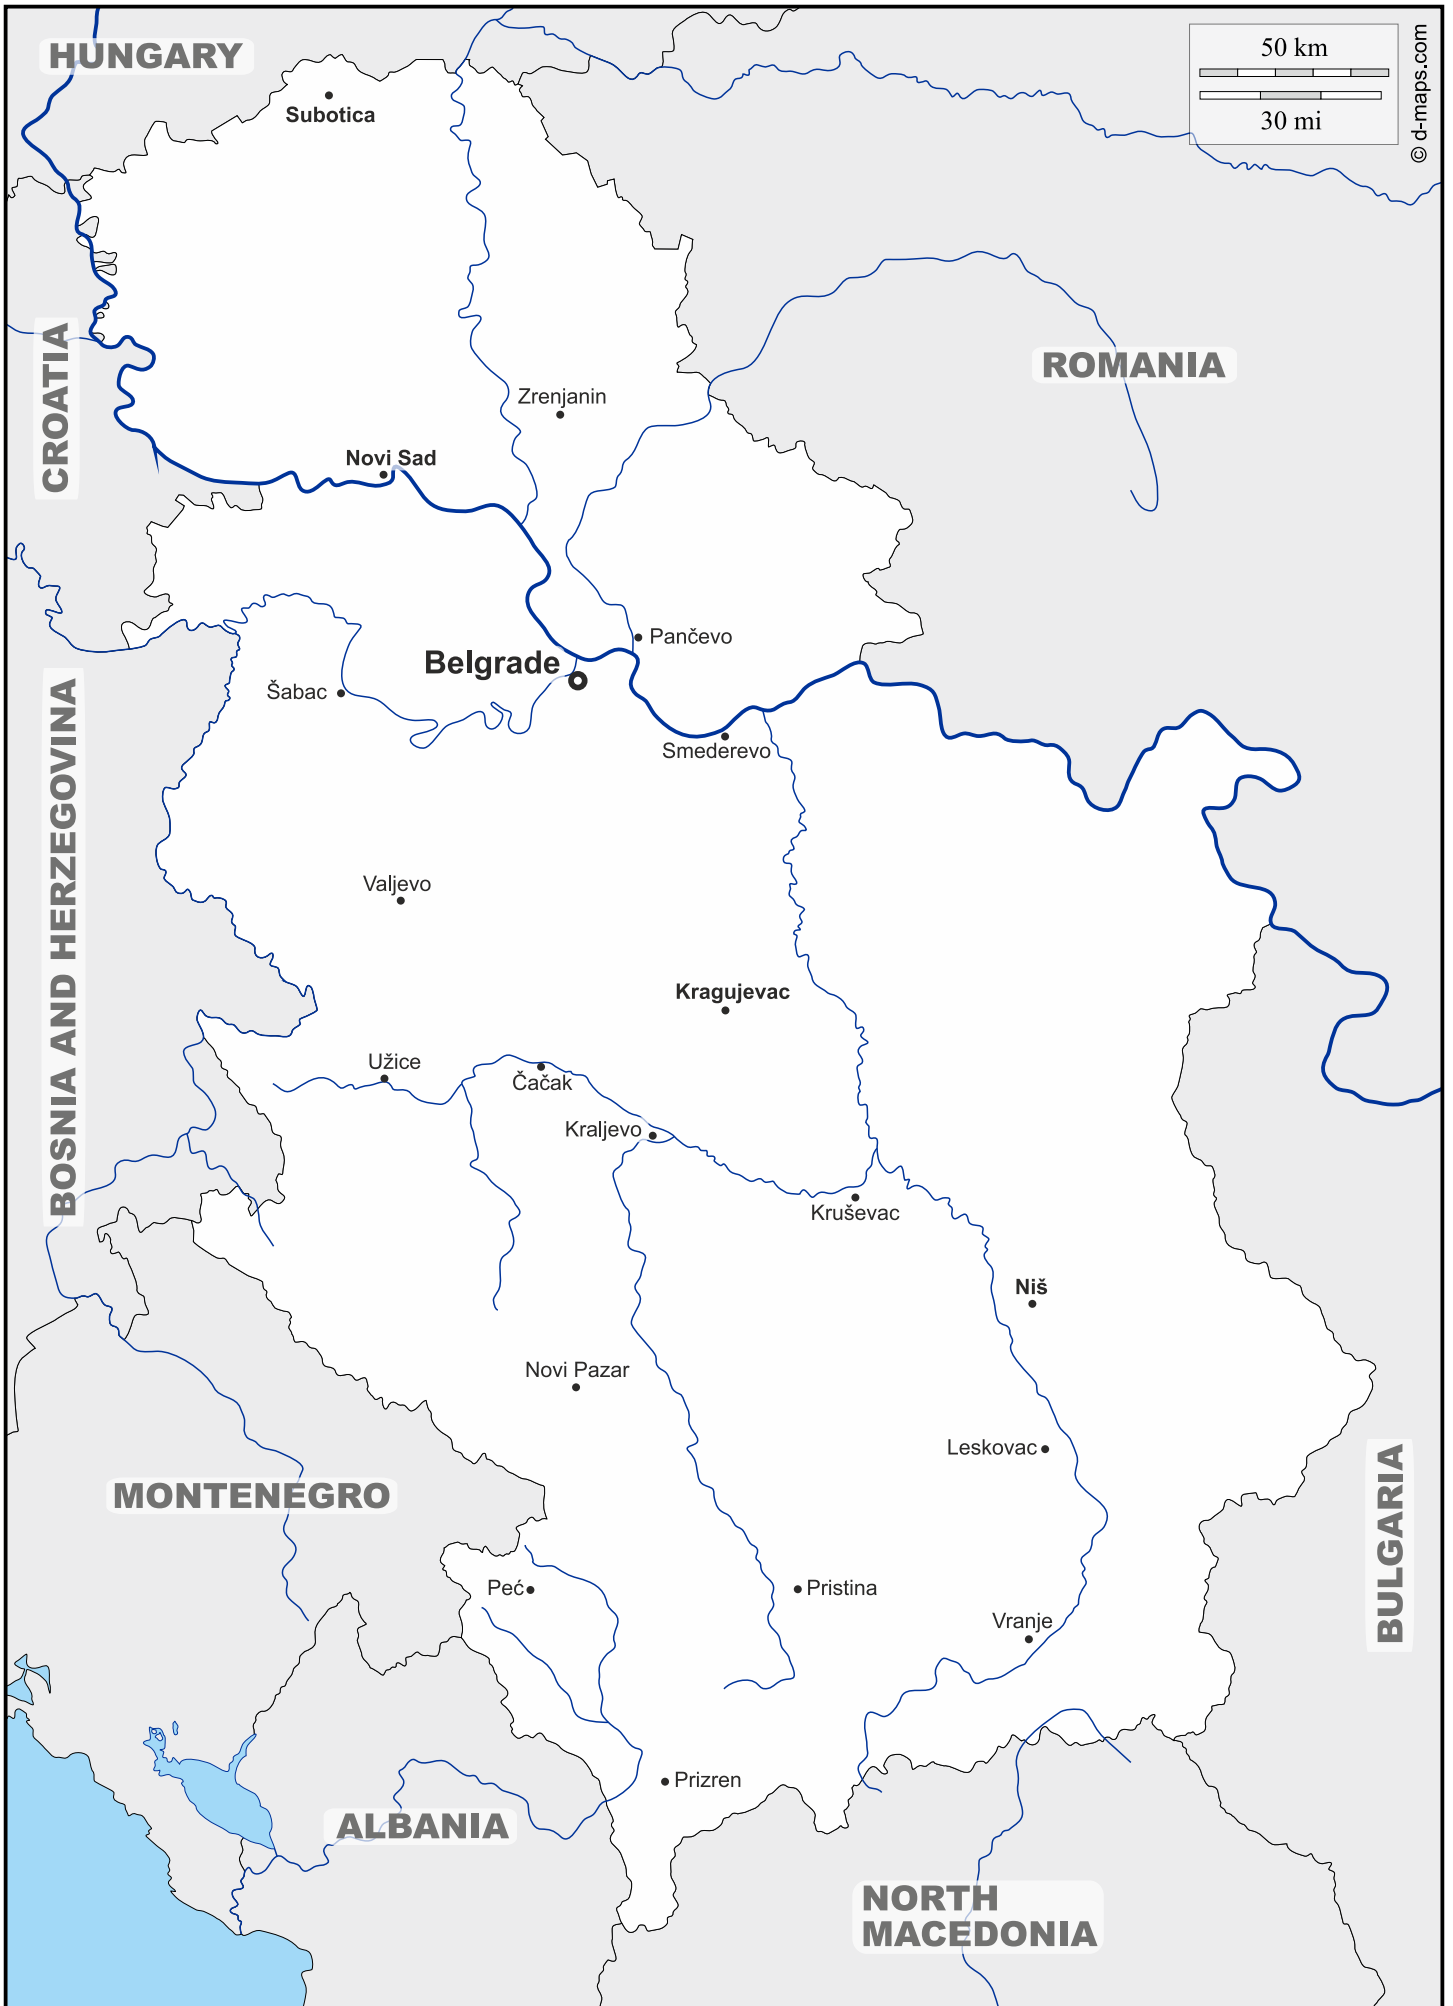 HUNGARY
50 km
30 mi
© d-maps.com
Subotica
CROATIA
ROMANIA
Zrenjanin
Novi Sad
Pančevo
Belgrade
Šabac
Smederevo
BOSNIA AND HERZEGOVINA
Valjevo
Kragujevac
Užice
Čačak
Kraljevo
Kruševac
Niš
Novi Pazar
Leskovac
MONTENEGRO
BULGARIA
Peć
Pristina
Vranje
Prizren
ALBANIA
NORTH
MACEDONIA